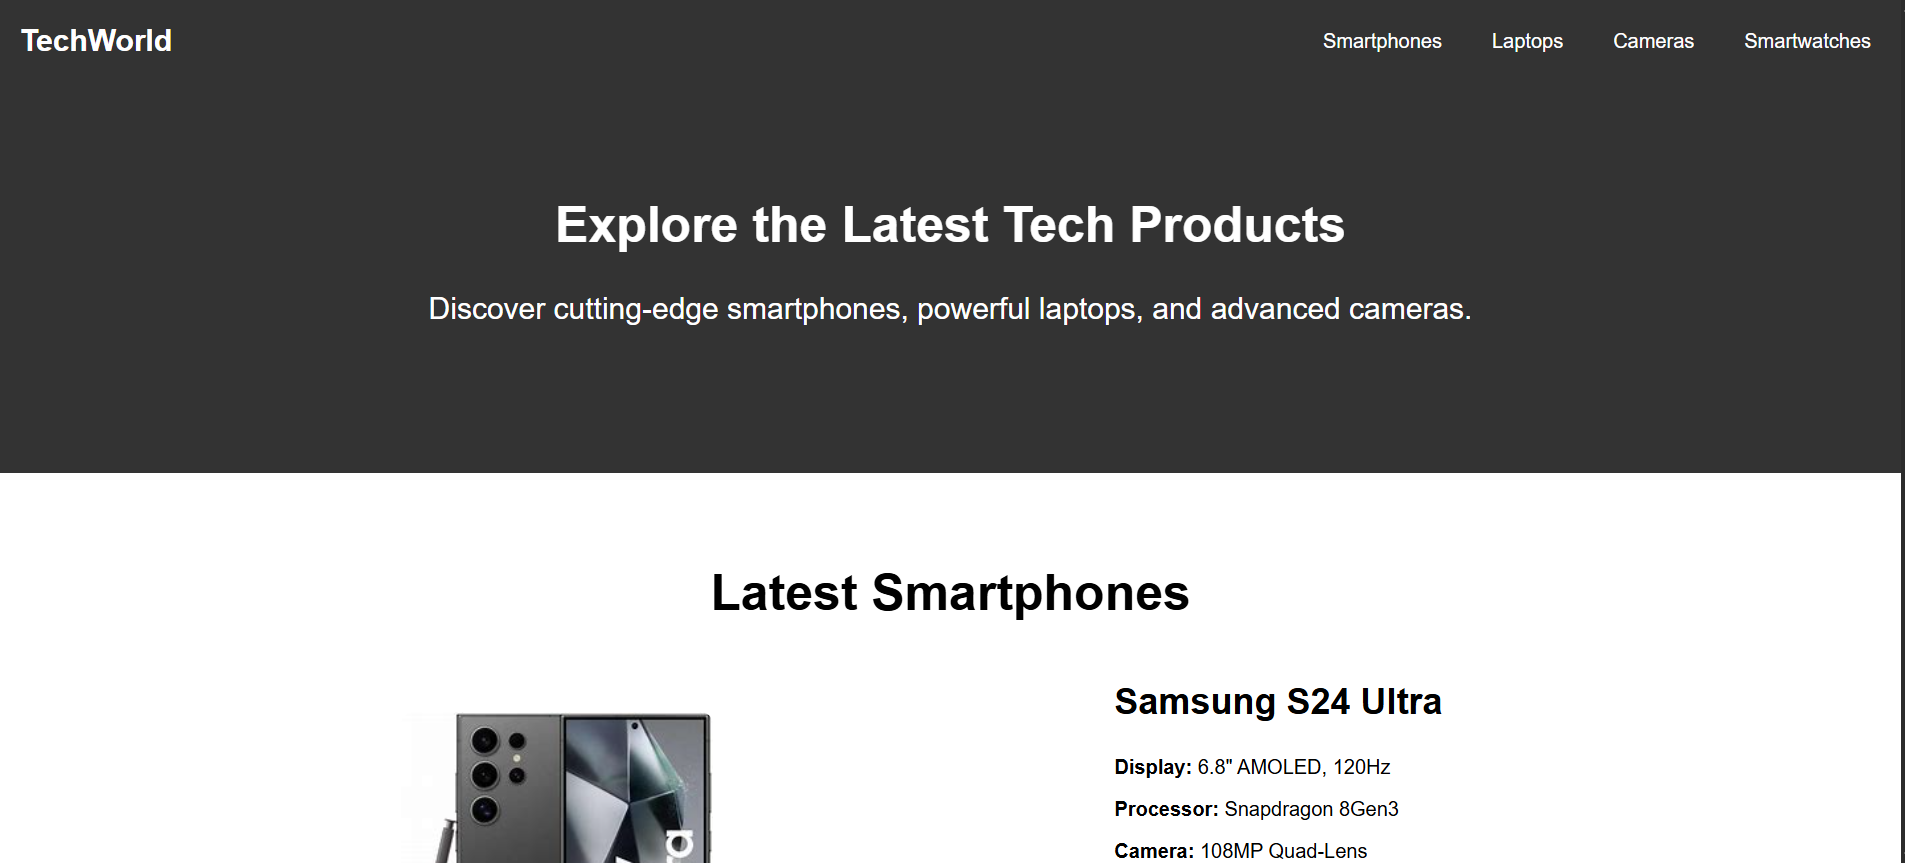 TechWorld
Smartphones Laptops Cameras Smartwatches
Explore the Latest Tech Products
Discover cutting-edge smartphones, powerful laptops, and advanced cameras.
Latest Smartphones
Samsung S24 Ultra
Display: 6.8" AMOLED, 120Hz
Processor: Snapdragon 8Gen3
Camera: 108MP Quad-Lens